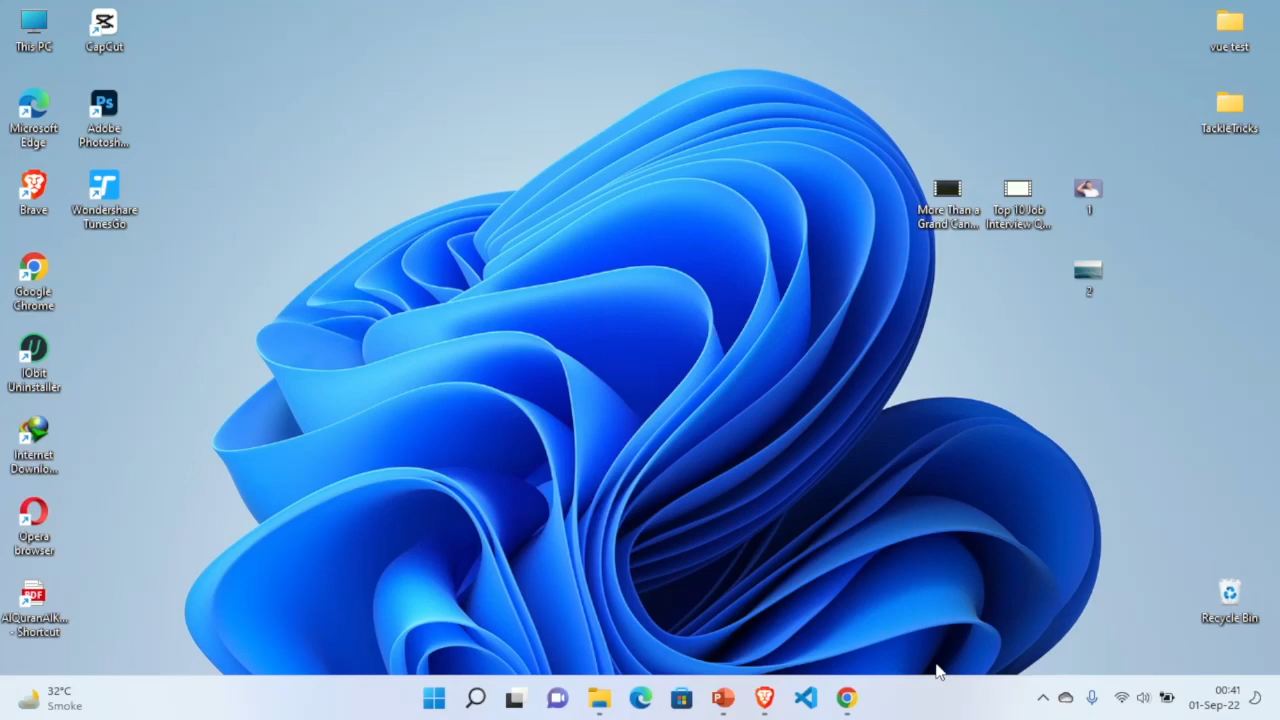 This PC
CapCut
Microsoft
Edge
Adobe
Photosh...
Brave
Wondershare
TunesGo
Google
Chrome
IObit
Uninstaller
Internet
Downlo...
Opera
browser
PDF
AlQuranAlK...
- Shortcut
More Than a
Grand Can...
Top 10 Job
Interview Q...
1
2
vue test
TackleTricks
Recycle Bin
32°C
Smoke
00:41
01-Sep-22